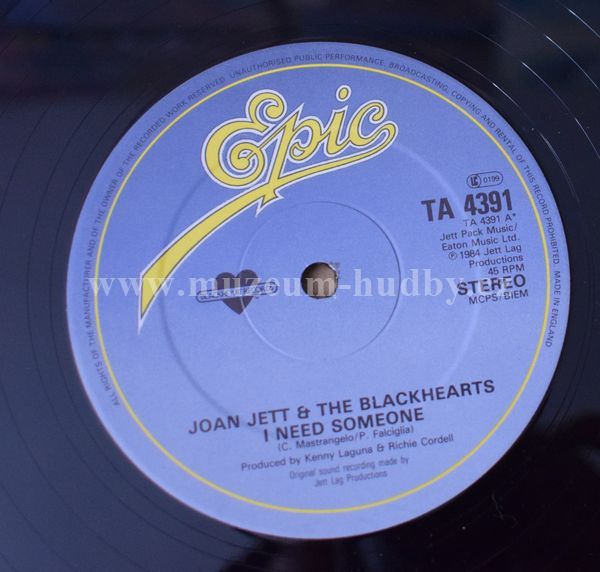 ALL RIGHTS OF THE MANUFACTURER AND OF THE OWNER OF THE RECORDED WORK RESERVED. UNAUTHORISED PUBLIC PERFORMANCE, BROADCASTING, COPYING AND RENTAL OF THIS RECORD PROHIBITED. MADE IN ENGLAND.
Epic
LC 0199
TA 4391
TA 4391 A*
Jett Pack Music/
Eaton Music Ltd.
℗ 1984 Jett Lag
Productions
45 RPM
STEREO
MCPS/BIEM
JOAN JETT & THE BLACKHEARTS
I NEED SOMEONE
(C. Mastrangelo/P. Falciglia)
Produced by Kenny Laguna & Richie Cordell
Original sound recording made by
Jett Lag Productions